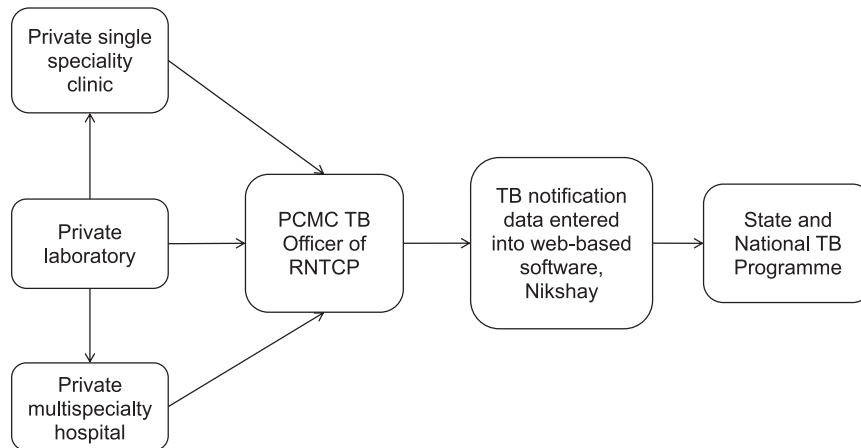 Private single
speciality
clinic
Private
laboratory
Private
multispecialty
hospital
PCMC TB
Officer of
RNTCP
TB notification
data entered
into web-based
software,
Nikshay
State and
National TB
Programme